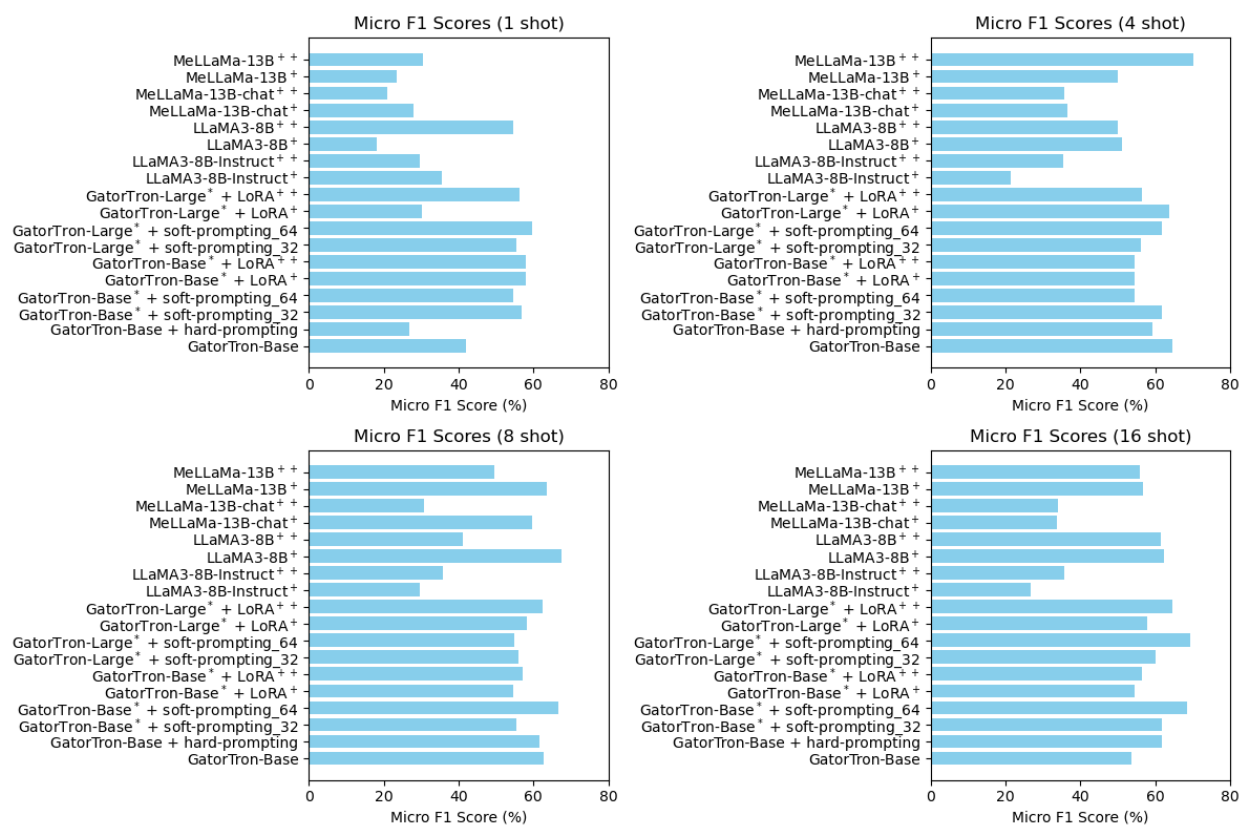 Micro F1 Scores (1 shot)
MeLLaMa-13B⁺⁺
MeLLaMa-13B⁺
MeLLaMa-13B-chat⁺⁺
MeLLaMa-13B-chat⁺
LLaMA3-8B⁺⁺
LLaMA3-8B⁺
LLaMA3-8B-Instruct⁺⁺
LLaMA3-8B-Instruct⁺
GatorTron-Large* + LoRA⁺⁺
GatorTron-Large* + LoRA⁺
GatorTron-Large* + soft-prompting_64
GatorTron-Large* + soft-prompting_32
GatorTron-Base* + LoRA⁺⁺
GatorTron-Base* + LoRA⁺
GatorTron-Base* + soft-prompting_64
GatorTron-Base* + soft-prompting_32
GatorTron-Base + hard-prompting
GatorTron-Base
0 20 40 60 80
Micro F1 Score (%)
Micro F1 Scores (4 shot)
MeLLaMa-13B⁺⁺
MeLLaMa-13B⁺
MeLLaMa-13B-chat⁺⁺
MeLLaMa-13B-chat⁺
LLaMA3-8B⁺⁺
LLaMA3-8B⁺
LLaMA3-8B-Instruct⁺⁺
LLaMA3-8B-Instruct⁺
GatorTron-Large* + LoRA⁺⁺
GatorTron-Large* + LoRA⁺
GatorTron-Large* + soft-prompting_64
GatorTron-Large* + soft-prompting_32
GatorTron-Base* + LoRA⁺⁺
GatorTron-Base* + LoRA⁺
GatorTron-Base* + soft-prompting_64
GatorTron-Base* + soft-prompting_32
GatorTron-Base + hard-prompting
GatorTron-Base
0 20 40 60 80
Micro F1 Score (%)
Micro F1 Scores (8 shot)
MeLLaMa-13B⁺⁺
MeLLaMa-13B⁺
MeLLaMa-13B-chat⁺⁺
MeLLaMa-13B-chat⁺
LLaMA3-8B⁺⁺
LLaMA3-8B⁺
LLaMA3-8B-Instruct⁺⁺
LLaMA3-8B-Instruct⁺
GatorTron-Large* + LoRA⁺⁺
GatorTron-Large* + LoRA⁺
GatorTron-Large* + soft-prompting_64
GatorTron-Large* + soft-prompting_32
GatorTron-Base* + LoRA⁺⁺
GatorTron-Base* + LoRA⁺
GatorTron-Base* + soft-prompting_64
GatorTron-Base* + soft-prompting_32
GatorTron-Base + hard-prompting
GatorTron-Base
0 20 40 60 80
Micro F1 Score (%)
Micro F1 Scores (16 shot)
MeLLaMa-13B⁺⁺
MeLLaMa-13B⁺
MeLLaMa-13B-chat⁺⁺
MeLLaMa-13B-chat⁺
LLaMA3-8B⁺⁺
LLaMA3-8B⁺
LLaMA3-8B-Instruct⁺⁺
LLaMA3-8B-Instruct⁺
GatorTron-Large* + LoRA⁺⁺
GatorTron-Large* + LoRA⁺
GatorTron-Large* + soft-prompting_64
GatorTron-Large* + soft-prompting_32
GatorTron-Base* + LoRA⁺⁺
GatorTron-Base* + LoRA⁺
GatorTron-Base* + soft-prompting_64
GatorTron-Base* + soft-prompting_32
GatorTron-Base + hard-prompting
GatorTron-Base
0 20 40 60 80
Micro F1 Score (%)